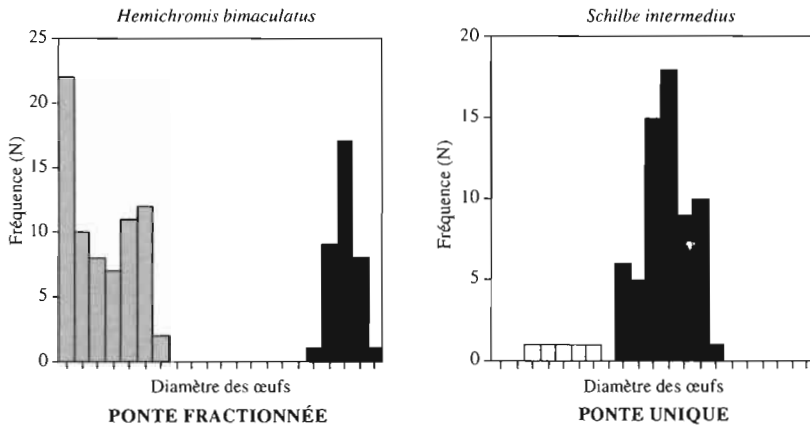 Hemichromis bimaculatus
25
20
15
10
5
0
Fréquence (N)
Diamètre des œufs
PONTE FRACTIONNÉE
Schilbe intermedius
20
15
10
5
0
Fréquence (N)
Diamètre des œufs
PONTE UNIQUE